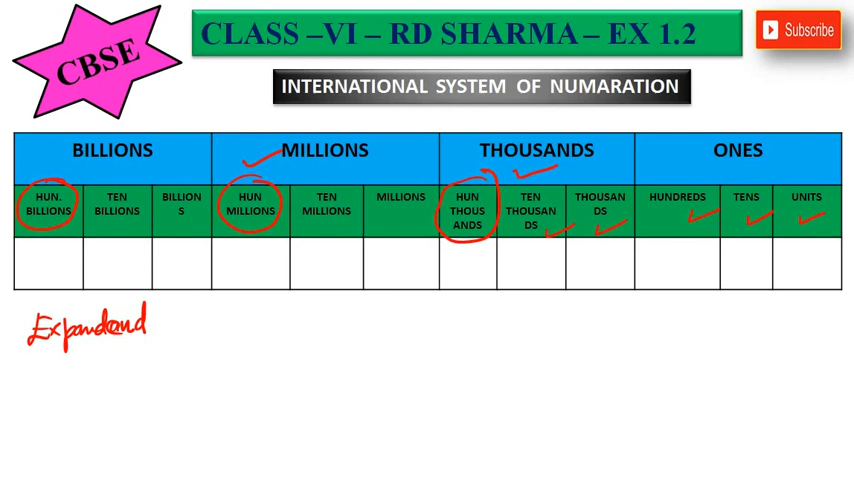 CBSE
CLASS –VI – RD SHARMA – EX 1.2
Subscribe
INTERNATIONAL SYSTEM OF NUMARATION
BILLIONS MILLIONS THOUSANDS ONES
HUN. BILLIONS
TEN BILLIONS
BILLION
S
HUN
MILLIONS
TEN
MILLIONS
MILLIONS
HUN
THOUS
ANDS
TEN
THOUSAN
DS
THOUSAN
DS
HUNDREDS
TENS
UNITS